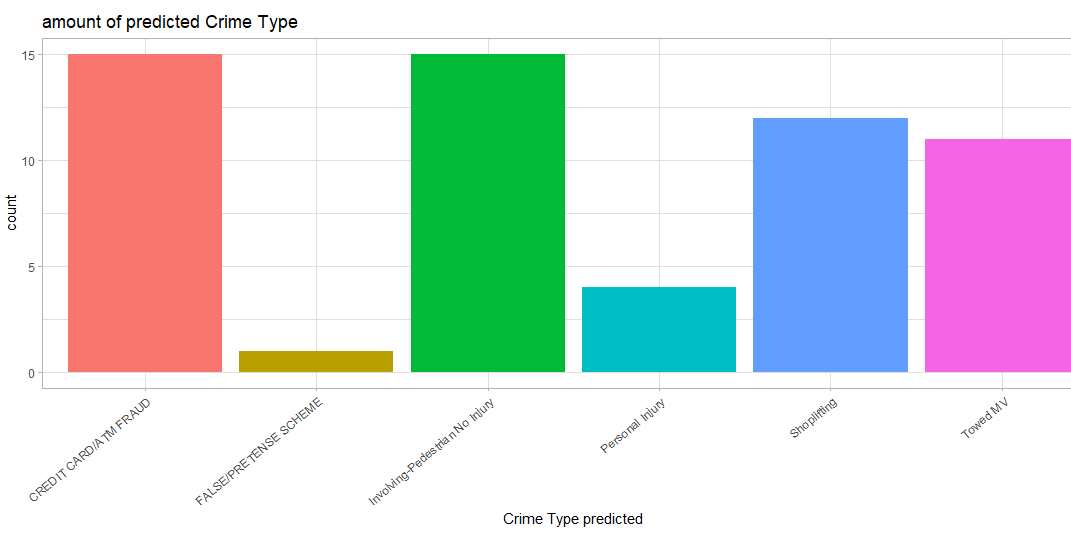 amount of predicted Crime Type
15
10
5
0
count
CREDIT CARD/ATM FRAUD
FALSE/PRETENSE SCHEME
Involving-Pedestrian No Injury
Personal Injury
Shoplifting
Towed MV
Crime Type predicted